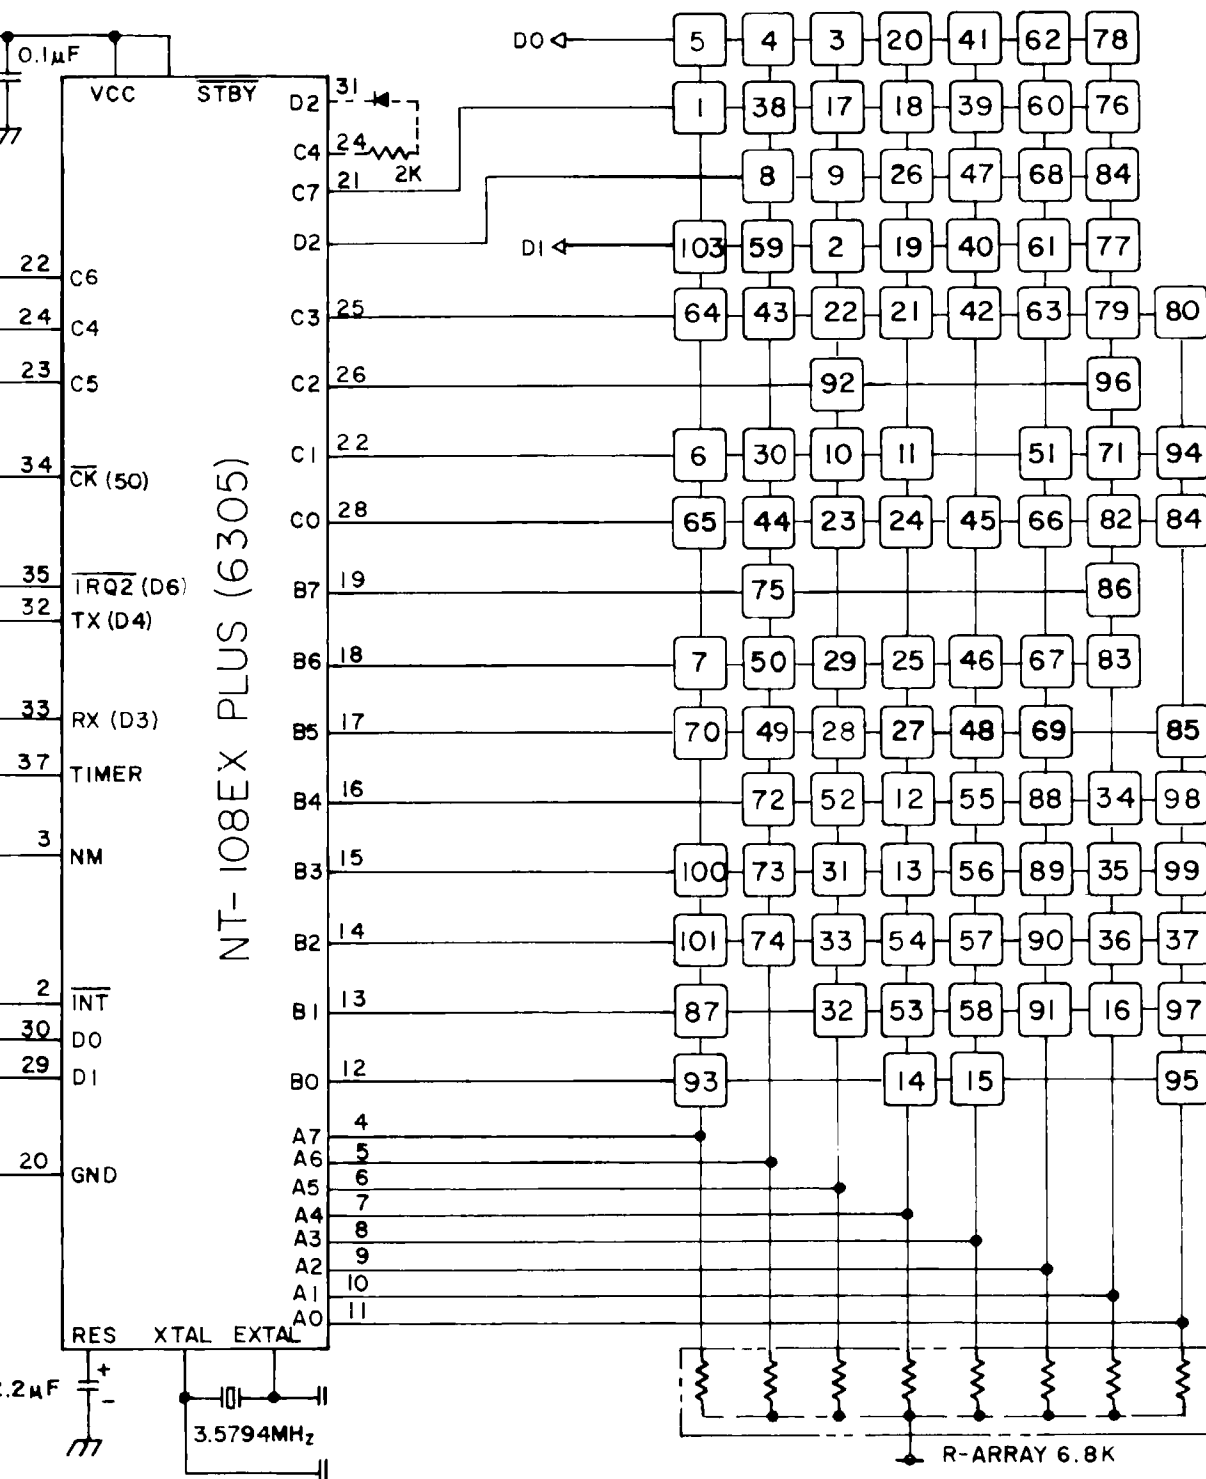 0.1µF
VCC STBY
D2 31
C4 24
2K
C7 21
D2
22 C6
24 C4
23 C5
34 CK (50)
35 IRQ2 (D6)
32 TX (D4)
33 RX (D3)
37 TIMER
3 NM
2 INT
30 D0
29 D1
20 GND
NT-108EX PLUS (6305)
C3 25
C2 26
C1 22
C0 28
B7 19
B6 18
B5 17
B4 16
B3 15
B2 14
B1 13
B0 12
A7 4
A6 5
A5 6
A4 7
A3 8
A2 9
A1 10
A0 11
RES XTAL EXTAL
.2µF + -
3.5794MHz
D0 5 4 3 20 41 62 78
1 38 17 18 39 60 76
8 9 26 47 68 84
D1 103 59 2 19 40 61 77
64 43 22 21 42 63 79 80
92 96
6 30 10 11 51 71 94
65 44 23 24 45 66 82 84
75 86
7 50 29 25 46 67 83
70 49 28 27 48 69 85
72 52 12 55 88 34 98
100 73 31 13 56 89 35 99
101 74 33 54 57 90 36 37
87 32 53 58 91 16 97
93 14 15 95
R-ARRAY 6.8K